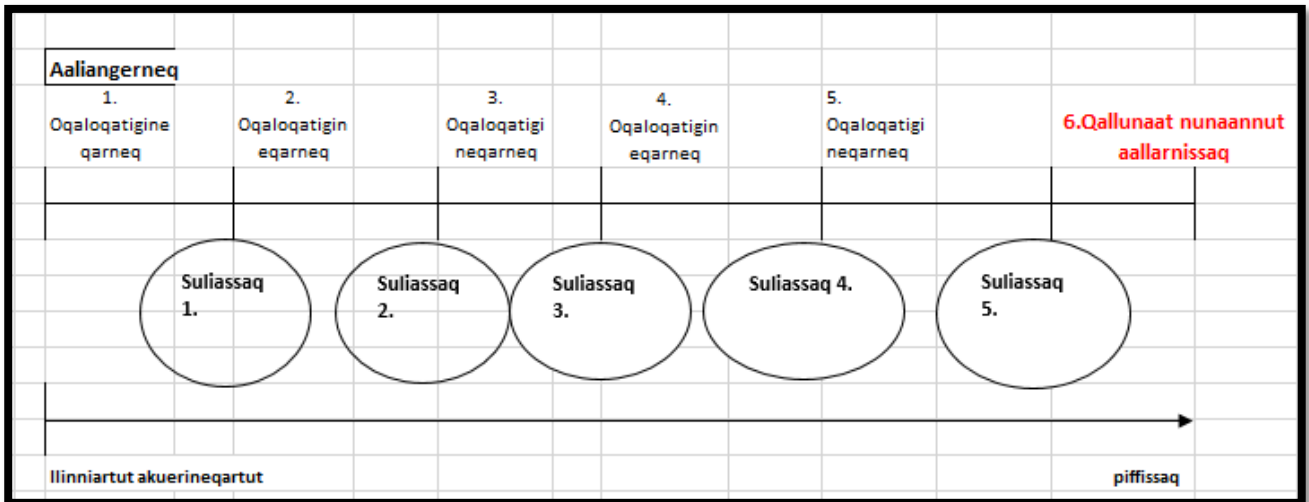 Aaliangerneq
1.
Oqaloqatigine
qarneq
2.
Oqaloqatigin
eqarneq
3.
Oqaloqatigi
neqarneq
4.
Oqaloqatigin
eqarneq
5.
Oqaloqatigi
neqarneq
6.Qallunaat nunaannut
aallarnissaq
Suliassaq
1.
Suliassaq
2.
Suliassaq
3.
Suliassaq 4.
Suliassaq
5.
Ilinniartut akuerineqartut
piffissaq